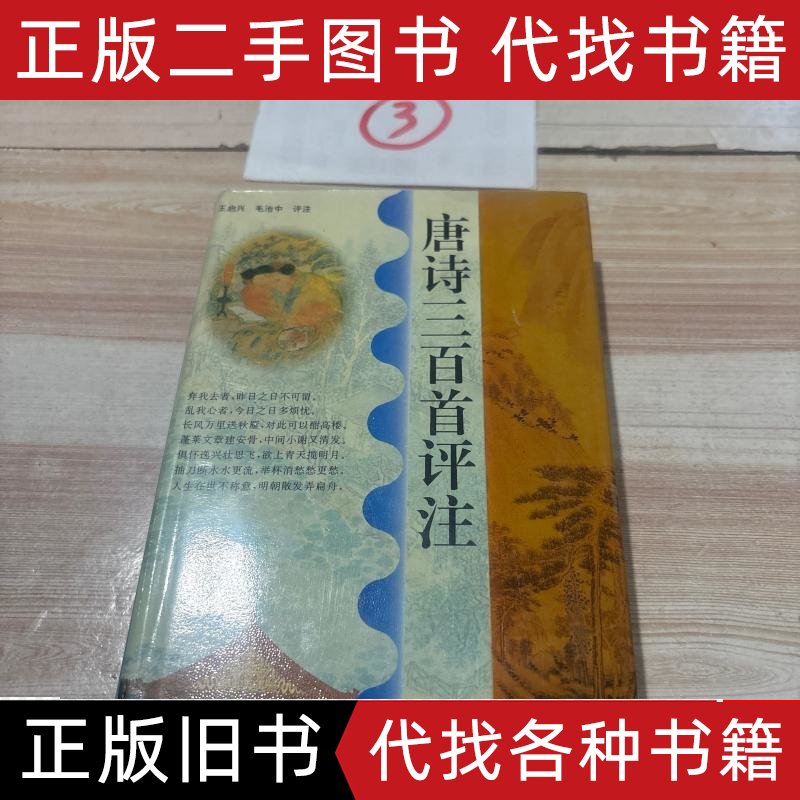 正版二手图书 代找书籍
3
王启兴 毛治中 评注
唐诗三百首评注
弃我去者,昨日之日不可留。
乱我心者,今日之日多烦忧。
长风万里送秋雁,对此可以酣高楼。
蓬莱文章建安骨,中间小谢又清发。
俱怀逸兴壮思飞,欲上青天揽明月。
抽刀断水水更流,举杯消愁愁更愁。
人生在世不称意,明朝散发弄扁舟。
正版旧书 代找各种书籍